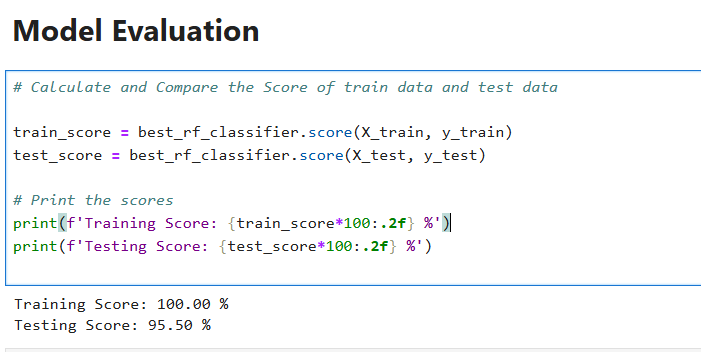 Model Evaluation
# Calculate and Compare the Score of train data and test data
train_score = best_rf_classifier.score(X_train, y_train)
test_score = best_rf_classifier.score(X_test, y_test)
# Print the scores
print(f'Training Score: {train_score*100:.2f} %')
print(f'Testing Score: {test_score*100:.2f} %')
Training Score: 100.00 %
Testing Score: 95.50 %